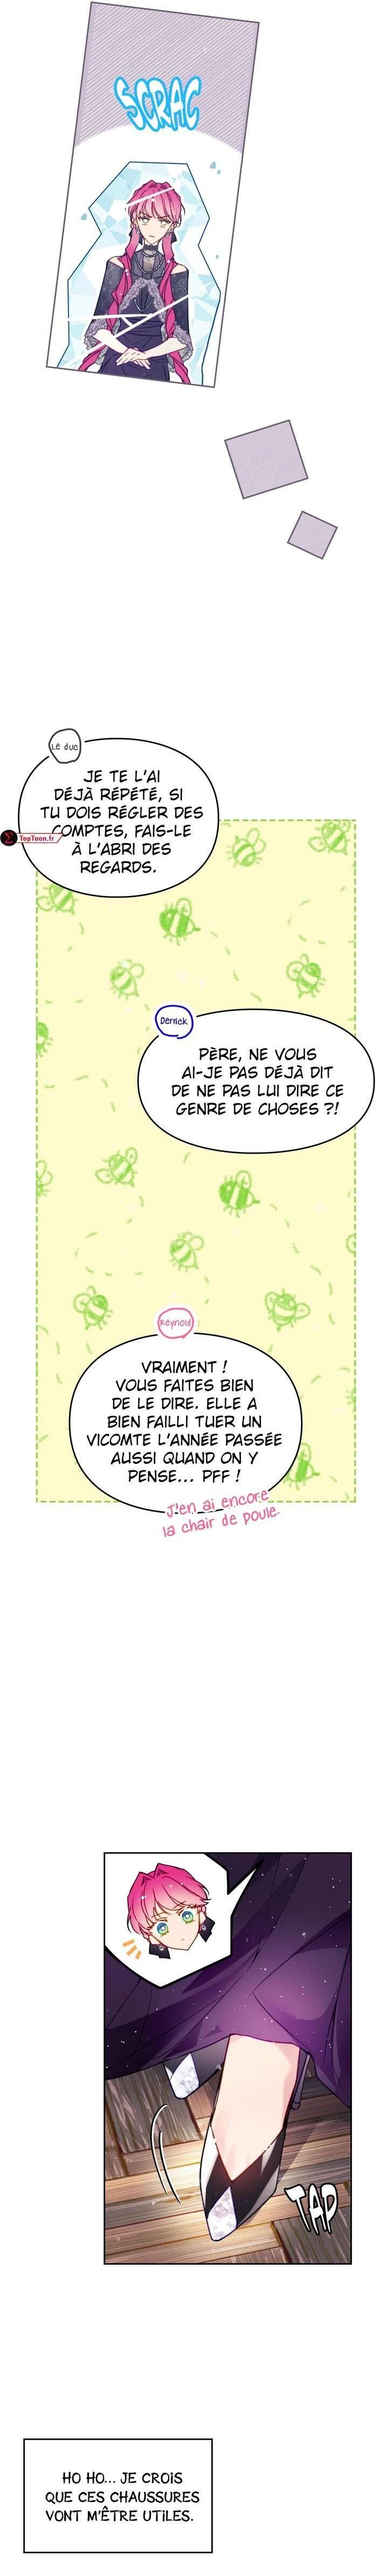 SCRAC
Le duc
JE TE L'AI
DÉJÀ RÉPÉTÉ, SI
TU DOIS RÉGLER DES
COMPTES, FAIS-LE
À L'ABRI DES
REGARDS.
TopToon.fr
Derrick
PÈRE, NE VOUS
AI-JE PAS DÉJÀ DIT
DE NE PAS LUI DIRE CE
GENRE DE CHOSES ?!
Reynold
VRAIMENT !
VOUS FAITES BIEN
DE LE DIRE. ELLE A
BIEN FAILLI TUER UN
VICOMTE L'ANNÉE PASSÉE
AUSSI QUAND ON Y
PENSE... PFF !
J'en ai encore
la chair de poule.
TAP
HO HO... JE CROIS
QUE CES CHAUSSURES
VONT M'ÊTRE UTILES.